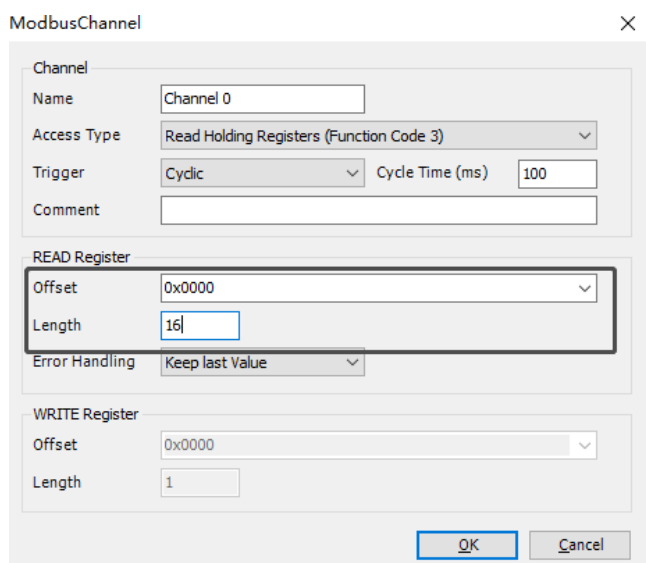 ModbusChannel
Channel
Name Channel 0
Access Type Read Holding Registers (Function Code 3)
Trigger Cyclic Cycle Time (ms) 100
Comment
READ Register
Offset 0x0000
Length 16
Error Handling Keep last Value
WRITE Register
Offset 0x0000
Length 1
OK Cancel